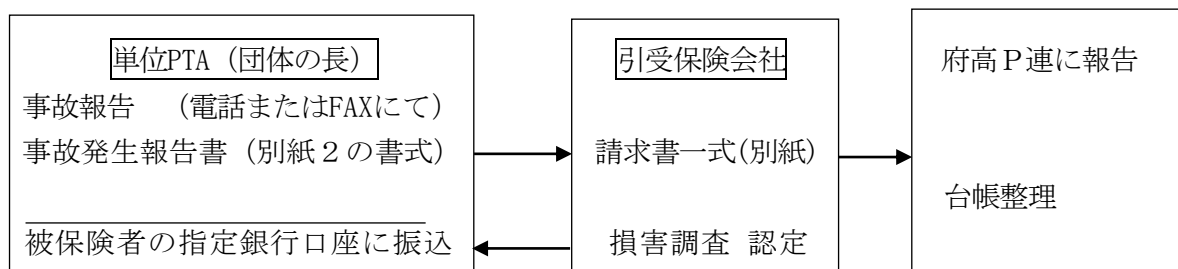 単位PTA（団体の長）
事故報告　（電話またはFAXにて）
事故発生報告書（別紙２の書式）
被保険者の指定銀行口座に振込
引受保険会社
請求書一式(別紙)
損害調査 認定
府高Ｐ連に報告
台帳整理